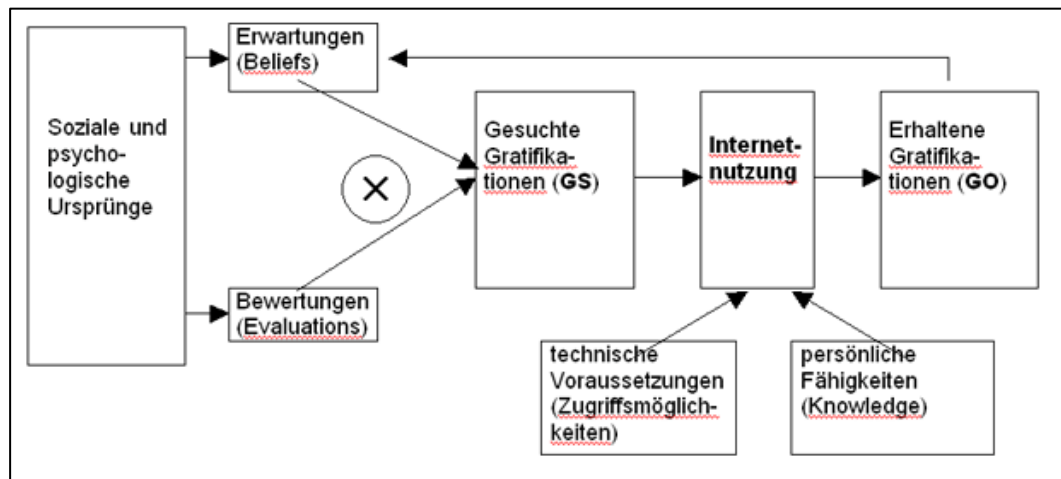 Soziale und
psycho-
logische
Ursprünge
Erwartungen
(Beliefs)
Bewertungen
(Evaluations)
Gesuchte
Gratifika-
tionen (GS)
Internet-
nutzung
Erhaltene
Gratifika-
tionen (GO)
technische
Voraussetzungen
(Zugriffsmöglich-
keiten)
persönliche
Fähigkeiten
(Knowledge)